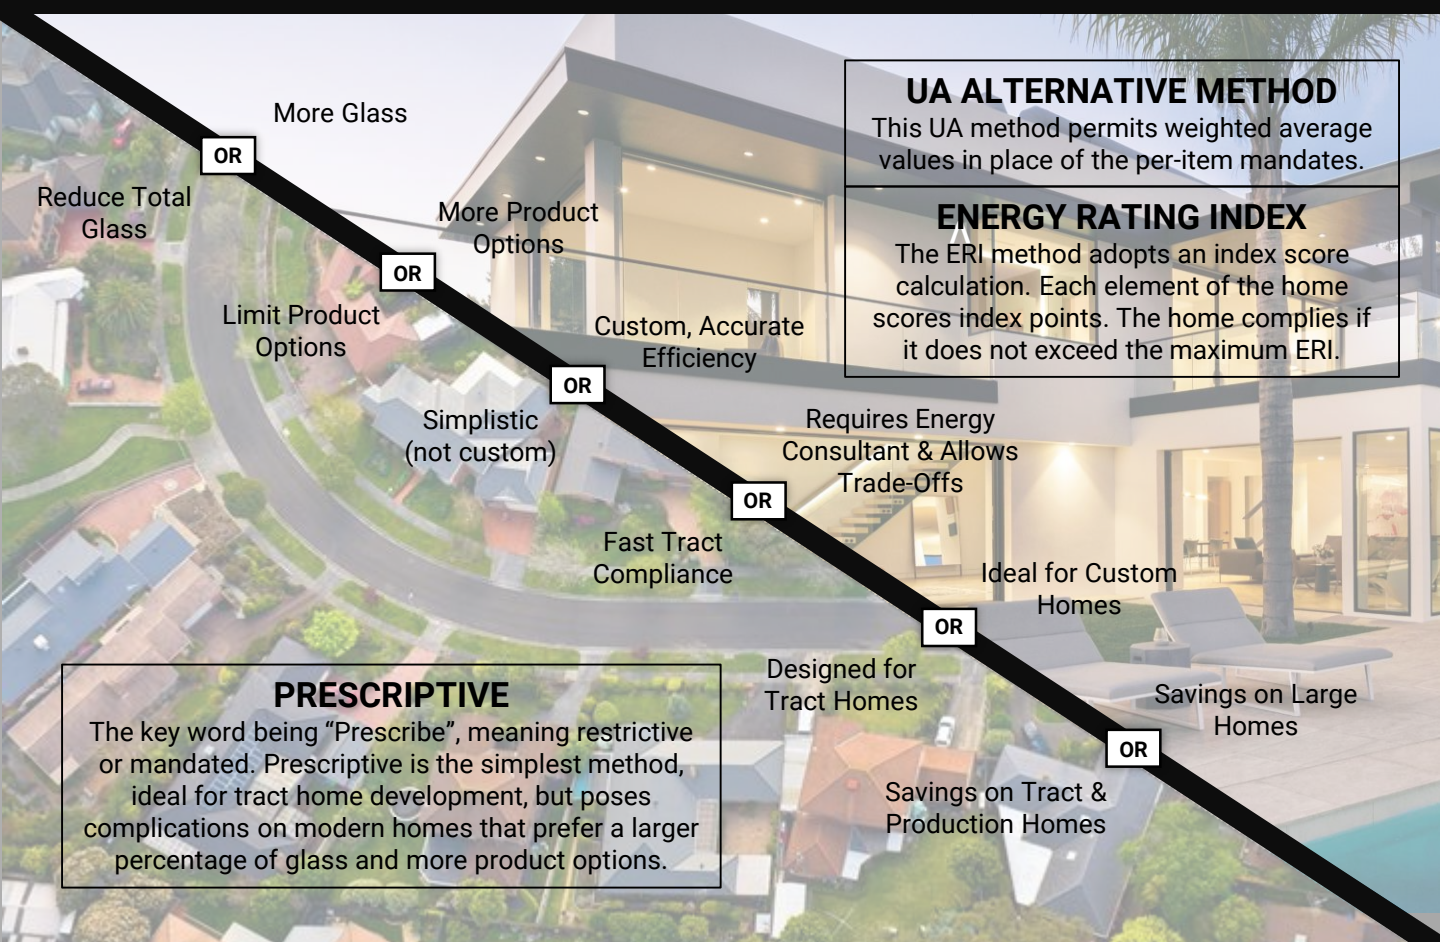 More Glass
OR
Reduce Total
Glass
More Product
Options
OR
Limit Product
Options
Custom, Accurate
Efficiency
OR
Simplistic
(not custom)
Requires Energy
Consultant & Allows
Trade-Offs
OR
Fast Tract
Compliance
Ideal for Custom
Homes
OR
Designed for
Tract Homes
Savings on Large
Homes
OR
Savings on Tract &
Production Homes
UA ALTERNATIVE METHOD
This UA method permits weighted average
values in place of the per-item mandates.
ENERGY RATING INDEX
The ERI method adopts an index score
calculation. Each element of the home
scores index points. The home complies if
it does not exceed the maximum ERI.
PRESCRIPTIVE
The key word being “Prescribe”, meaning restrictive
or mandated. Prescriptive is the simplest method,
ideal for tract home development, but poses
complications on modern homes that prefer a larger
percentage of glass and more product options.